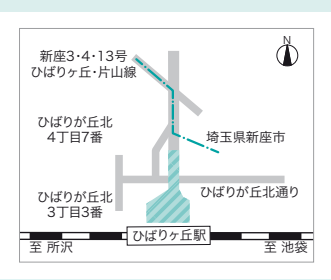 N
新座3・4・13号
ひばりヶ丘・片山線
ひばりが丘北
4丁目7番
埼玉県新座市
ひばりが丘北
3丁目3番
ひばりが丘北通り
ひばりヶ丘駅
至 所沢
至 池袋